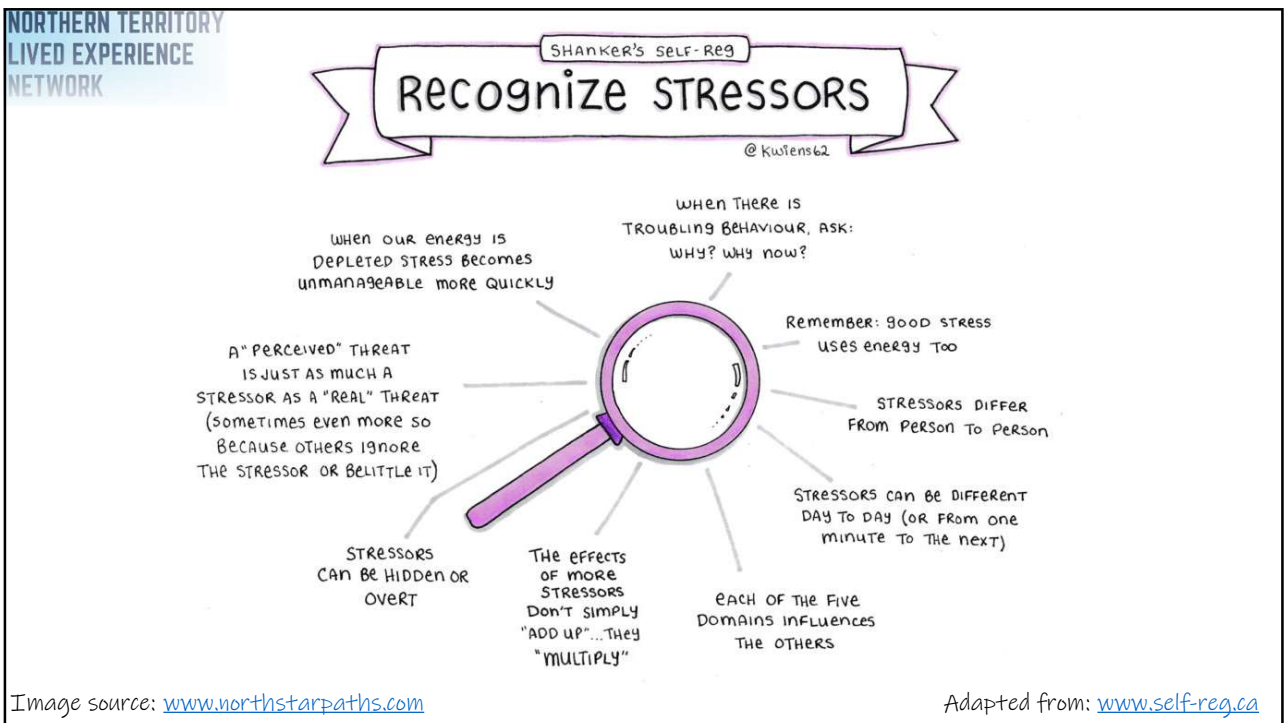 NORTHERN TERRITORY
LIVED EXPERIENCE
NETWORK
SHANKER'S SELF-REG
RECOGNIZE STRESSORS
@Kwiens62
WHEN THERE IS
TROUBLING BEHAVIOUR, ASK:
WHY? WHY NOW?
WHEN OUR ENERGY IS
DEPLETED STRESS BECOMES
UNMANAGEABLE MORE QUICKLY
REMEMBER: GOOD STRESS
USES ENERGY TOO
A "PERCEIVED" THREAT
IS JUST AS MUCH A
STRESSOR AS A "REAL" THREAT
(SOMETIMES EVEN MORE SO
BECAUSE OTHERS IGNORE
THE STRESSOR OR BELITTLE IT)
STRESSORS DIFFER
FROM PERSON TO PERSON
STRESSORS CAN BE DIFFERENT
DAY TO DAY (OR FROM ONE
MINUTE TO THE NEXT)
STRESSORS
CAN BE HIDDEN OR
OVERT
THE EFFECTS
OF MORE
STRESSORS
DON'T SIMPLY
"ADD UP"...THEY
"MULTIPLY"
EACH OF THE FIVE
DOMAINS INFLUENCES
THE OTHERS
Image source: www.northstarpaths.com
Adapted from: www.self-reg.ca